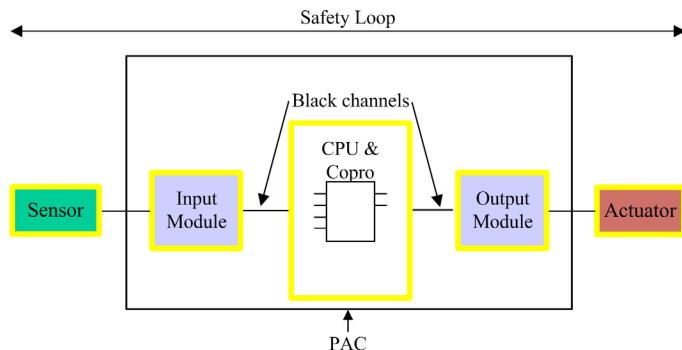 Safety Loop
Black channels
CPU &
Copro
Sensor
Input
Module
Output
Module
Actuator
PAC